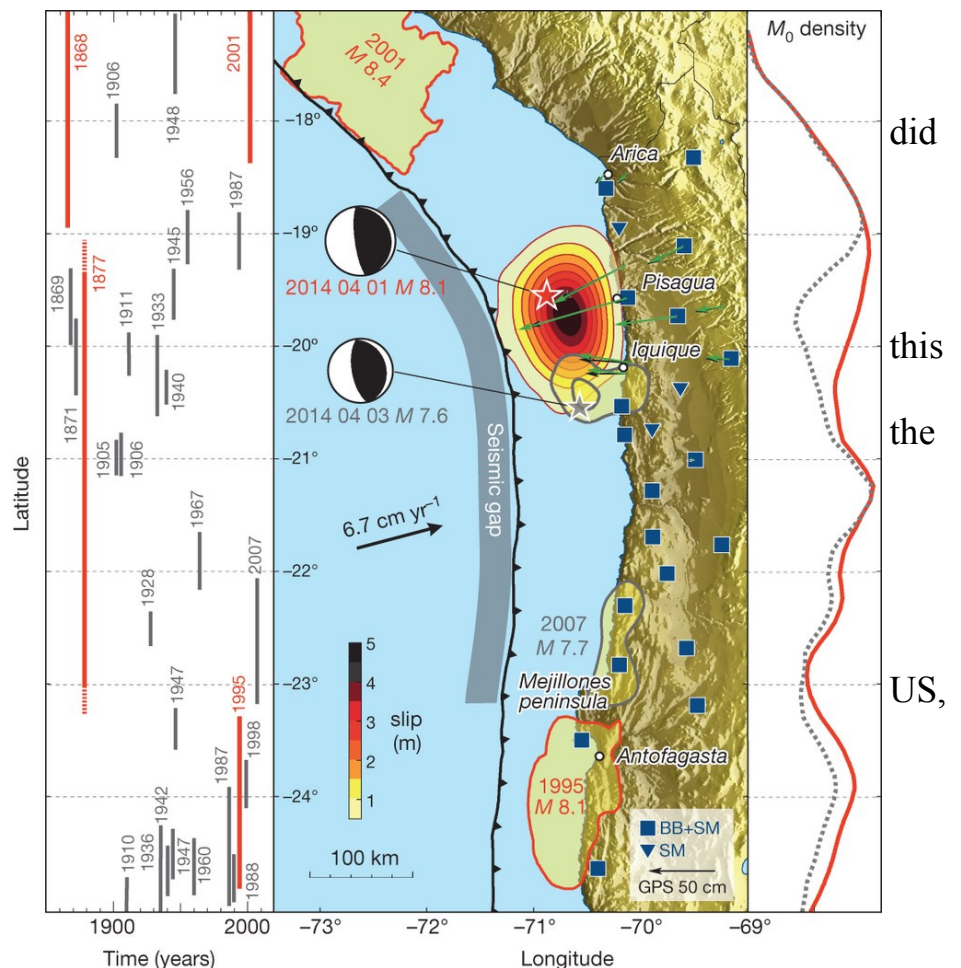 M₀ density
1868
1906
1948
2001
1956
1945
1987
1869
1877
1911
1933
1871
1940
1905
1906
1967
1928
2007
1947
1995
1998
1987
1942
1910
1936
1947
1960
1988
Latitude
1900
2000
Time (years)
–18°
–19°
–20°
–21°
–22°
–23°
–24°
2001
M 8.4
Arica
2014 04 01 M 8.1
Pisagua
Iquique
2014 04 03 M 7.6
Seismic gap
6.7 cm yr⁻¹
2007
M 7.7
Mejillones
peninsula
5
4
3
2
1
slip
(m)
Antofagasta
1995
M 8.1
100 km
BB+SM
SM
GPS 50 cm
–73°
–72°
–71°
–70°
–69°
Longitude
did
this
the
US,